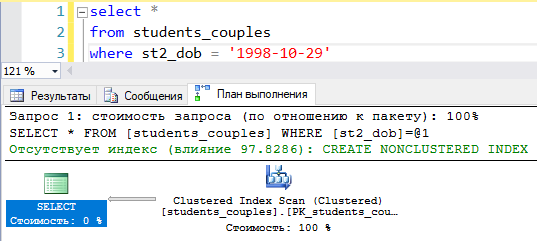 1 select *
2 from students_couples
3 where st2_dob = '1998-10-29'
121 %
Результаты Сообщения План выполнения
Запрос 1: стоимость запроса (по отношению к пакету): 100%
SELECT * FROM [students_couples] WHERE [st2_dob]=@1
Отсутствует индекс (влияние 97.8286): CREATE NONCLUSTERED INDEX
SELECT
Стоимость: 0 %
Clustered Index Scan (Clustered)
[students_couples].[PK_students_cou…
Стоимость: 100 %